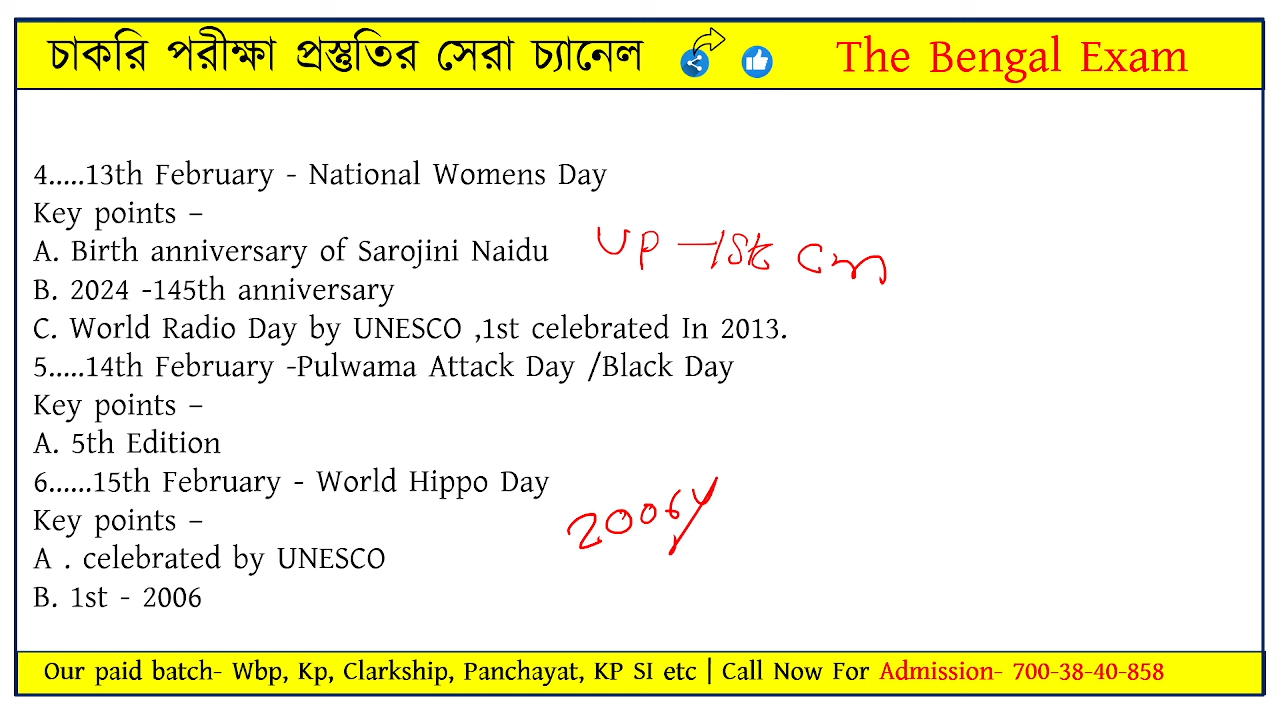 চাকরি পরীক্ষা প্রস্তুতির সেরা চ্যানেল The Bengal Exam
4.....13th February - National Womens Day
Key points –
A. Birth anniversary of Sarojini Naidu
UP - 1st Cm
B. 2024 -145th anniversary
C. World Radio Day by UNESCO ,1st celebrated In 2013.
5.....14th February -Pulwama Attack Day /Black Day
Key points –
A. 5th Edition
6......15th February - World Hippo Day
Key points –
2006
A . celebrated by UNESCO
B. 1st - 2006
Our paid batch- Wbp, Kp, Clarkship, Panchayat, KP SI etc | Call Now For Admission- 700-38-40-858